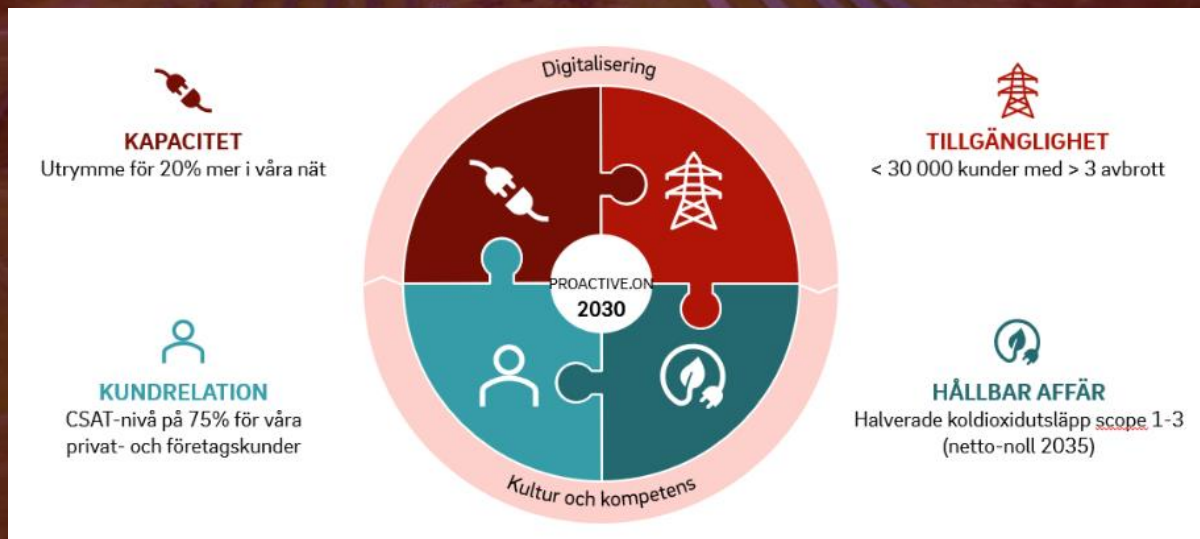 Digitalisering
KAPACITET
Utrymme för 20% mer i våra nät
TILLGÄNGLIGHET
< 30 000 kunder med > 3 avbrott
PROACTIVE.ON
2030
KUNDRELATION
CSAT-nivå på 75% för våra
privat- och företagskunder
HÅLLBAR AFFÄR
Halverade koldioxidutsläpp scope 1-3
(netto-noll 2035)
Kultur och kompetens